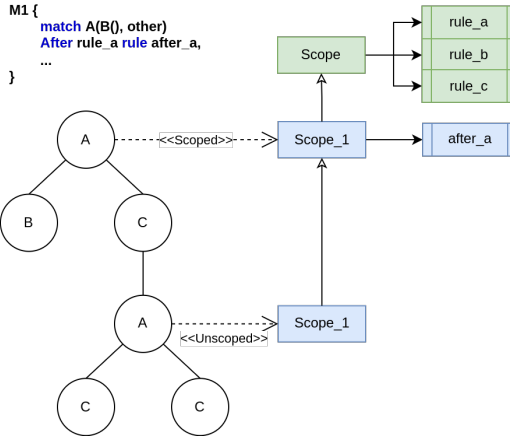 M1 {
match A(B(), other)
After rule_a rule after_a,
...
}
rule_a
Scope
rule_b
rule_c
A
<<Scoped>>
Scope_1
after_a
B
C
A
Scope_1
<<Unscoped>>
C
C